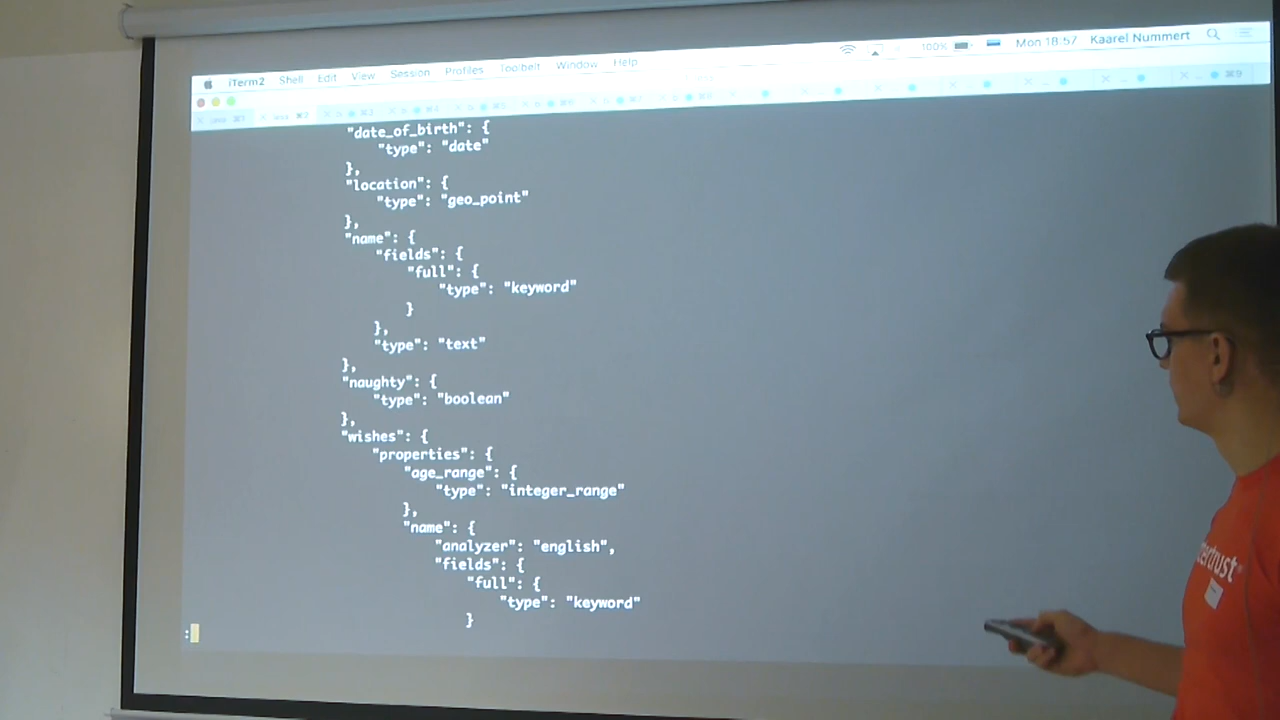 iTerm2 Shell Edit View Session Profiles Toolbelt Window Help 100% Mon 18:57 Kaarel Nummert
⌘9
"date_of_birth": {
"type": "date"
},
"location": {
"type": "geo_point"
},
"name": {
"fields": {
"full": {
"type": "keyword"
}
},
"type": "text"
},
"naughty": {
"type": "boolean"
},
"wishes": {
"properties": {
"age_range": {
"type": "integer_range"
},
"name": {
"analyzer": "english",
"fields": {
"full": {
"type": "keyword"
}
: